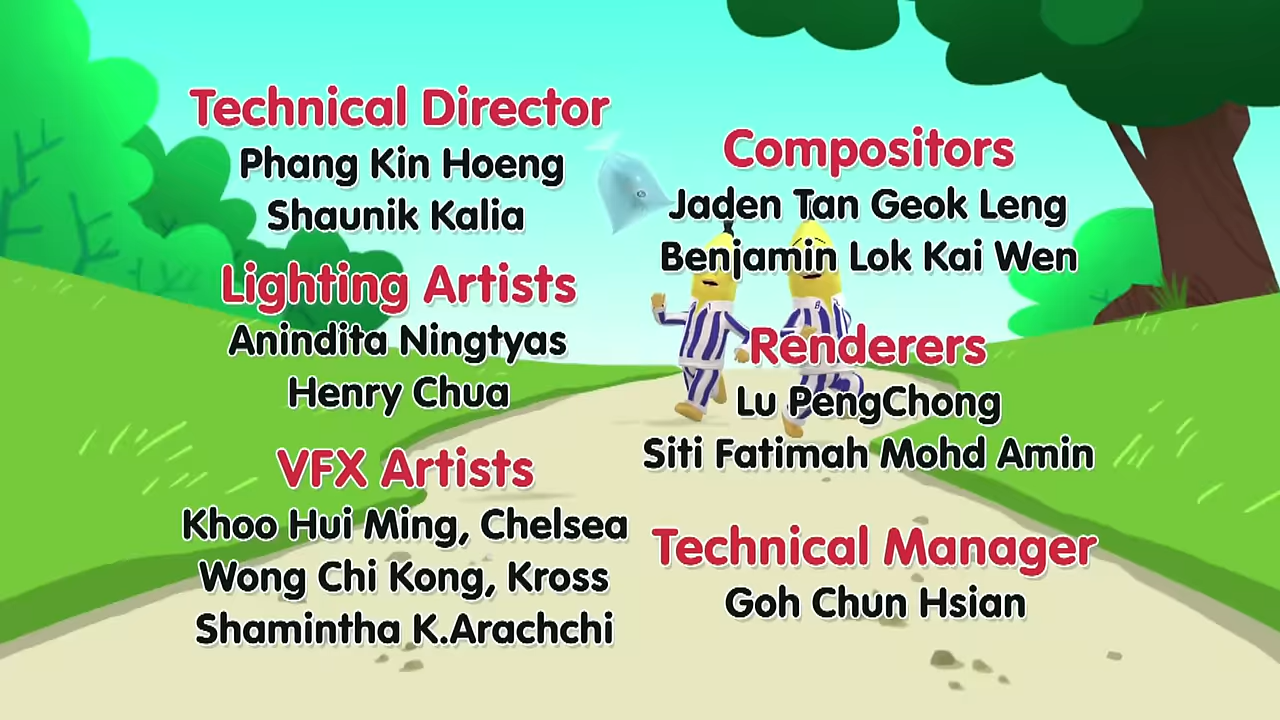 Technical Director
Phang Kin Hoeng
Shaunik Kalia
Lighting Artists
Anindita Ningtyas
Henry Chua
VFX Artists
Khoo Hui Ming, Chelsea
Wong Chi Kong, Kross
Shamintha K.Arachchi
Compositors
Jaden Tan Geok Leng
Benjamin Lok Kai Wen
Renderers
Lu PengChong
Siti Fatimah Mohd Amin
Technical Manager
Goh Chun Hsian